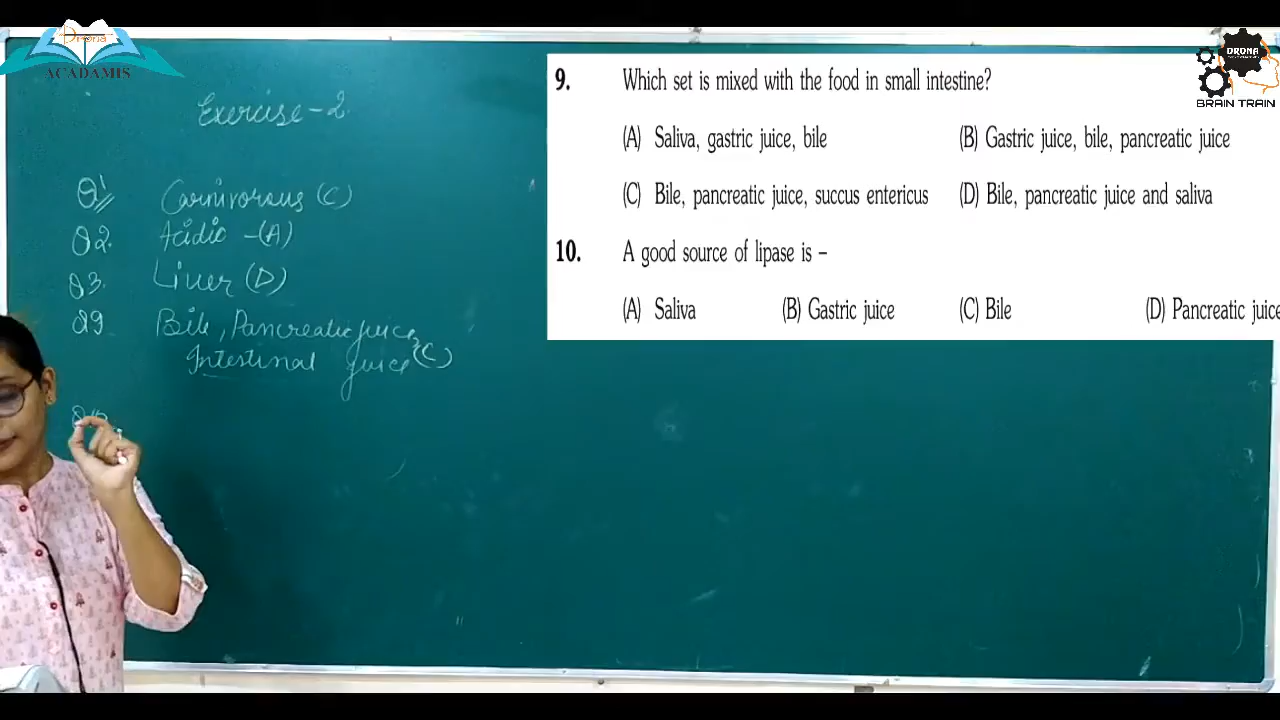 Drona
ACADAMIS
DRONA
BRAIN TRAIN
Exercise-2
Q1 Carnivorous (C)
Q2. Acidic -(A)
Q3. Liver (D)
Q9 Bile, Pancreatic juice,
Intestinal juice (C)
9. Which set is mixed with the food in small intestine?
(A) Saliva, gastric juice, bile (B) Gastric juice, bile, pancreatic juice
(C) Bile, pancreatic juice, succus entericus (D) Bile, pancreatic juice and saliva
10. A good source of lipase is –
(A) Saliva (B) Gastric juice (C) Bile (D) Pancreatic juice